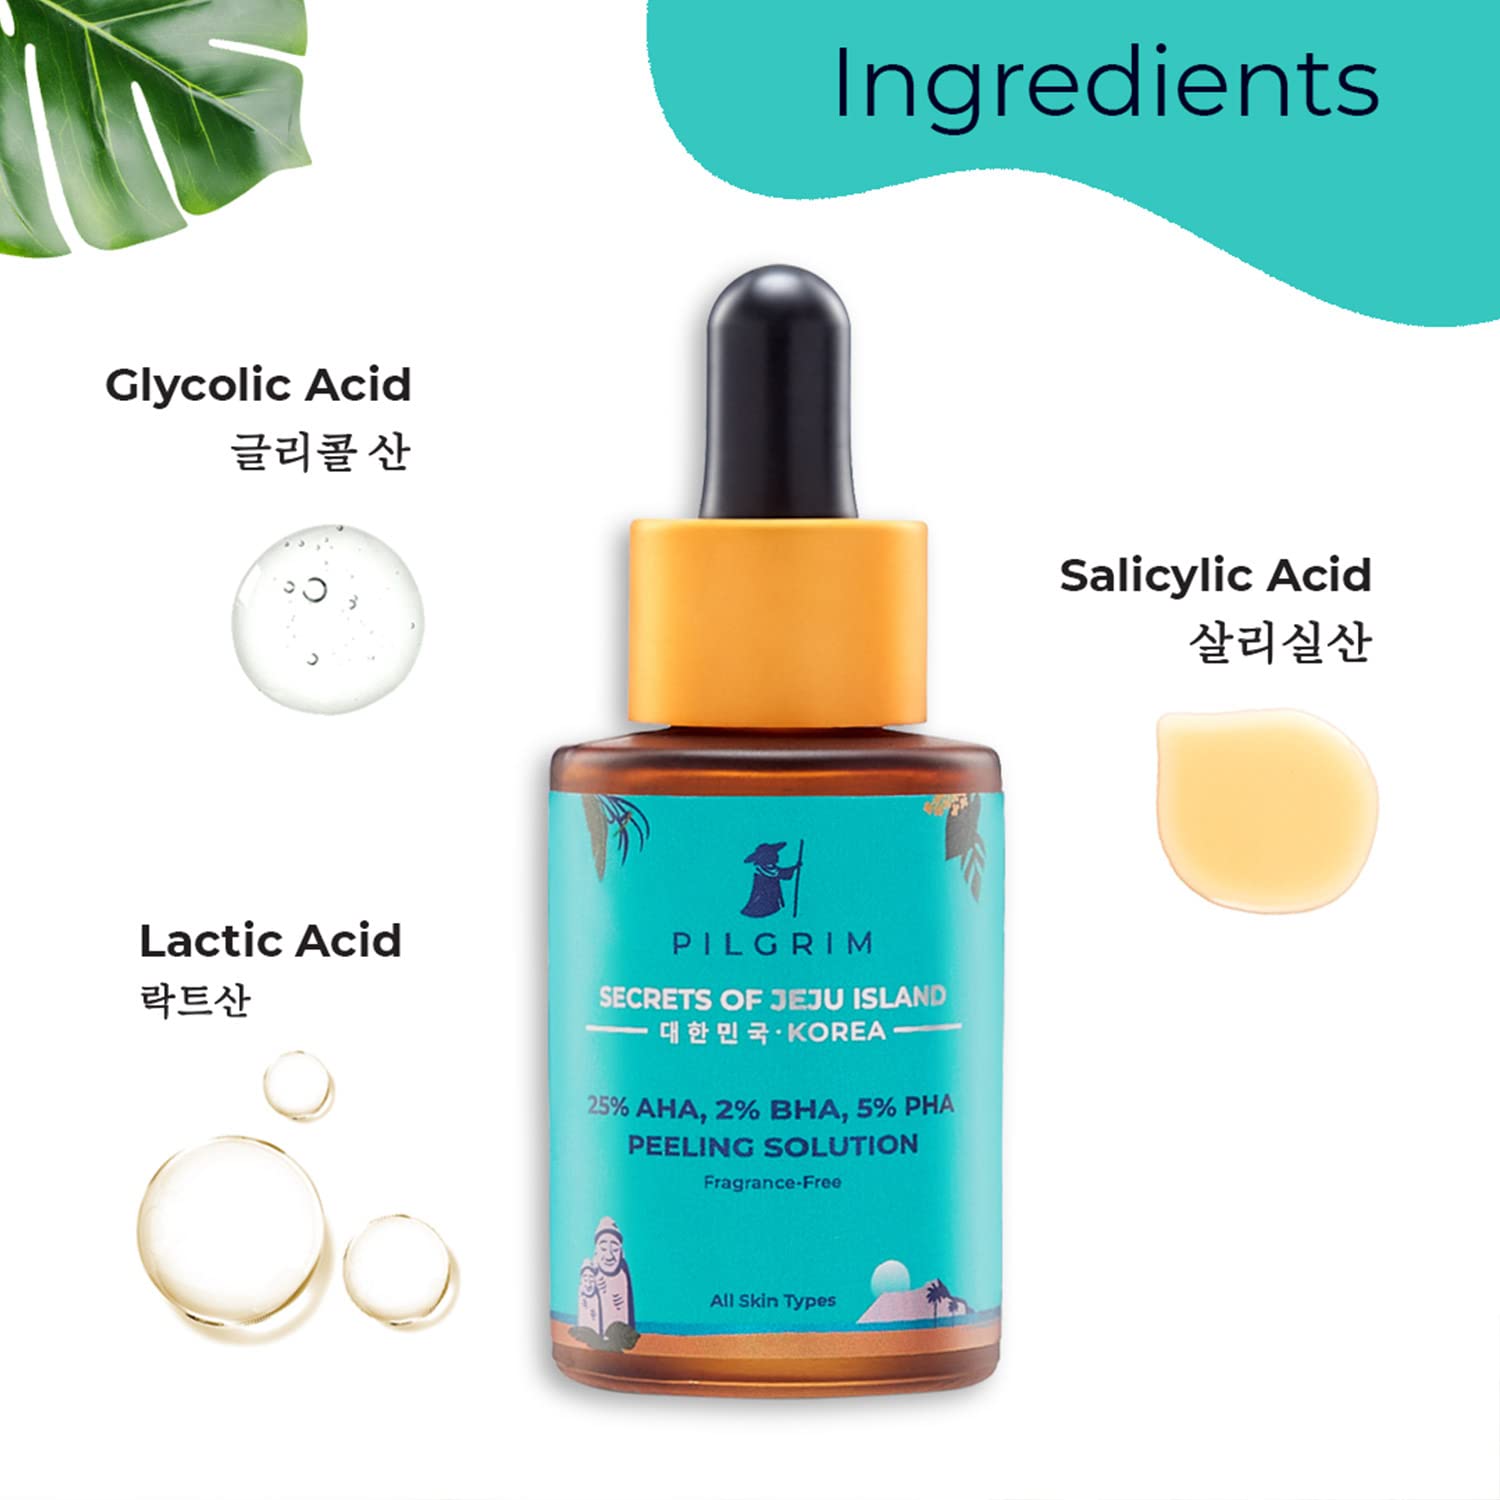 Ingredients
Glycolic Acid
글리콜 산
Salicylic Acid
살리실산
Lactic Acid
락트산
PILGRIM
SECRETS OF JEJU ISLAND
대한민국·KOREA
25% AHA, 2% BHA, 5% PHA
PEELING SOLUTION
Fragrance-Free
All Skin Types